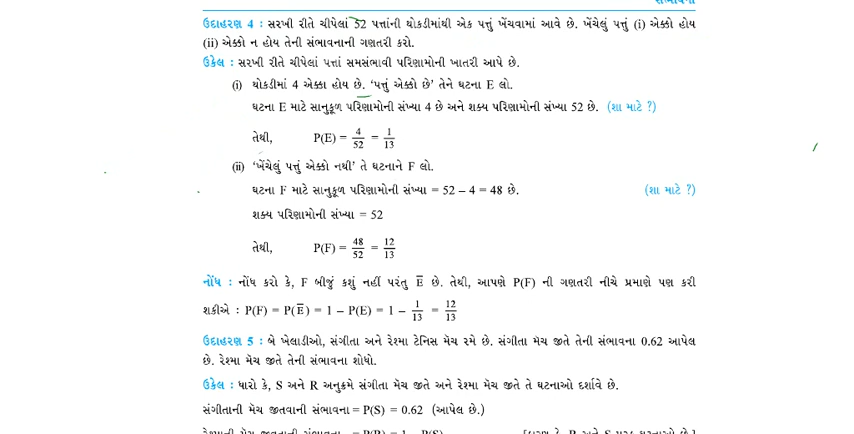 સંભાવના
ઉદાહરણ 4 : સરખી રીતે ચીપેલાં 52 પત્તાંની થોકડીમાંથી એક પત્તું ખેંચવામાં આવે છે. ખેંચેલું પત્તું (i) એક્કો હોય
(ii) એક્કો ન હોય તેની સંભાવનાની ગણતરી કરો.
ઉકેલ : સરખી રીતે ચીપેલાં પત્તાં સમસંભાવી પરિણામોની ખાતરી આપે છે.
(i) થોકડીમાં 4 એક્કા હોય છે. ‘પત્તું એક્કો છે’ તેને ઘટના E લો.
ઘટના E માટે સાનુકૂળ પરિણામોની સંખ્યા 4 છે અને શક્ય પરિણામોની સંખ્યા 52 છે. (શા માટે ?)
તેથી, P(E) = 4/52 = 1/13
(ii) ‘ખેંચેલું પત્તું એક્કો નથી’ તે ઘટનાને F લો.
ઘટના F માટે સાનુકૂળ પરિણામોની સંખ્યા = 52 – 4 = 48 છે. (શા માટે ?)
શક્ય પરિણામોની સંખ્યા = 52
તેથી, P(F) = 48/52 = 12/13
નોંધ : નોંધ કરો કે, F બીજું કશું નહીં પરંતુ E̅ છે. તેથી, આપણે P(F) ની ગણતરી નીચે પ્રમાણે પણ કરી
શકીએ : P(F) = P(E̅) = 1 – P(E) = 1 – 1/13 = 12/13
ઉદાહરણ 5 : બે ખેલાડીઓ, સંગીતા અને રેશ્મા ટેનિસ મૅચ રમે છે. સંગીતા મૅચ જીતે તેની સંભાવના 0.62 આપેલ
છે. રેશ્મા મૅચ જીતે તેની સંભાવના શોધો.
ઉકેલ : ધારો કે, S અને R અનુક્રમે સંગીતા મૅચ જીતે અને રેશ્મા મૅચ જીતે તે ઘટનાઓ દર્શાવે છે.
સંગીતાની મૅચ જીતવાની સંભાવના = P(S) = 0.62 (આપેલ છે.)
રેશ્માની મૅચ જીતવાની સંભાવના = P(R) = 1 – P(S)